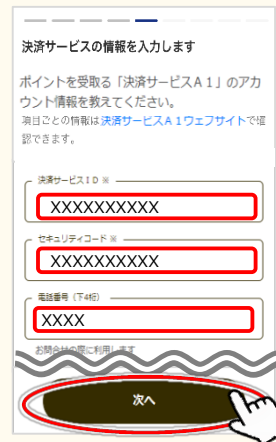 決済サービスの情報を入力します
ポイントを受取る「決済サービスA１」のアカ
ウント情報を教えてください。
項目ごとの情報は決済サービスA１ウェブサイトで確
認できます。
決済サービスID ※
XXXXXXXXXX
セキュリティコード ※
XXXXXXXXXX
電話番号（下4桁）
XXXX
お問合せの際に利用します
次へ